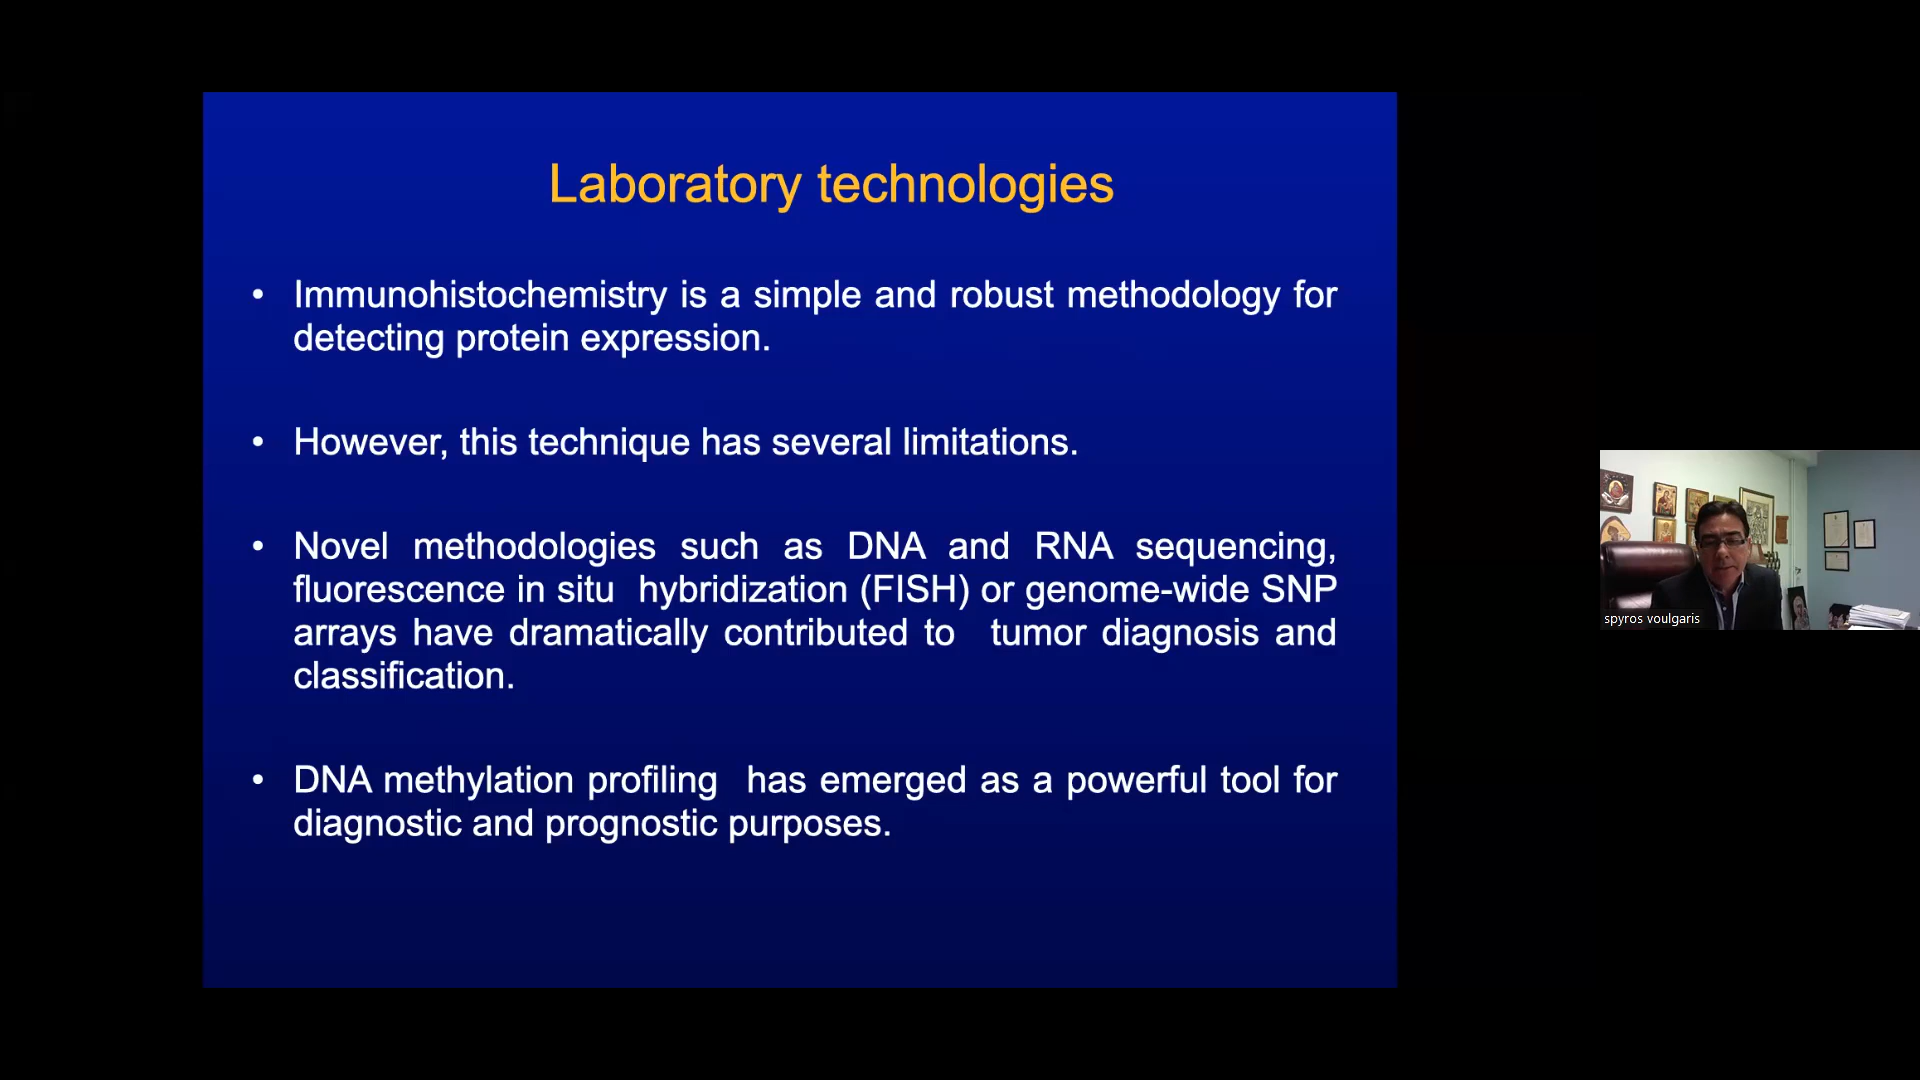 Laboratory technologies
• Immunohistochemistry is a simple and robust methodology for
detecting protein expression.
• However, this technique has several limitations.
• Novel methodologies such as DNA and RNA sequencing,
fluorescence in situ  hybridization (FISH) or genome-wide SNP
arrays have dramatically contributed to  tumor diagnosis and
classification.
• DNA methylation profiling  has emerged as a powerful tool for
diagnostic and prognostic purposes.
spyros voulgaris